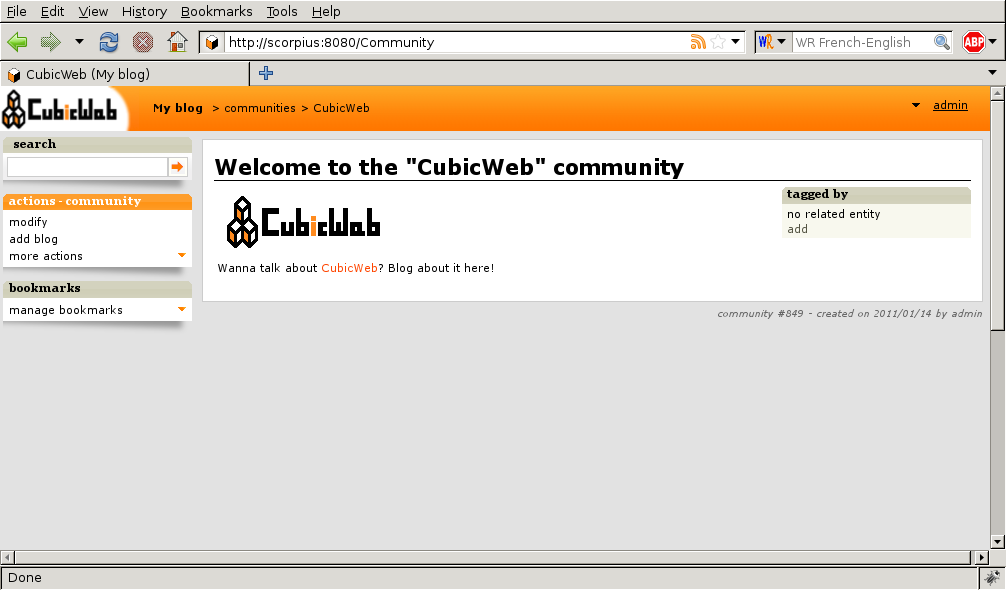 File Edit View History Bookmarks Tools Help
http://scorpius:8080/Community WR WR French-English ABP
CubicWeb (My blog)
CubicWeb My blog > communities > CubicWeb admin
search
actions - community
modify
add blog
more actions
bookmarks
manage bookmarks
Welcome to the "CubicWeb" community
CubicWeb
Wanna talk about CubicWeb? Blog about it here!
tagged by
no related entity
add
community #849 - created on 2011/01/14 by admin
Done